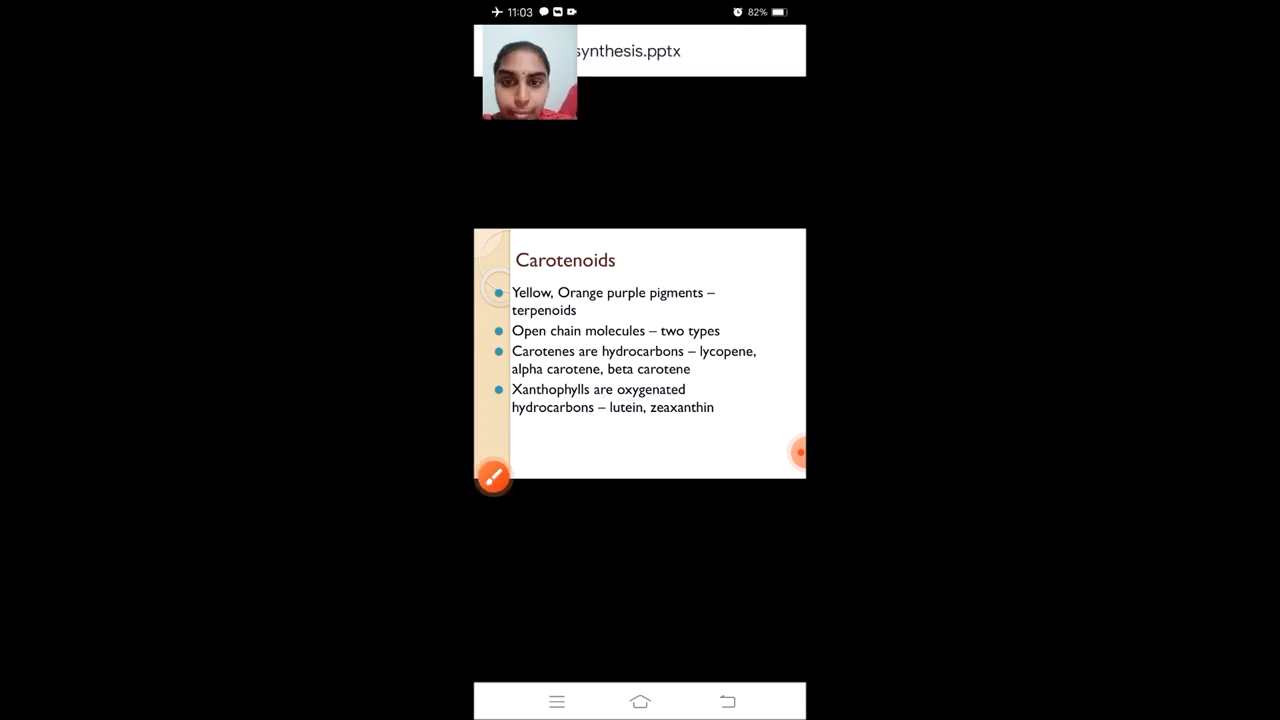 11:03
82%
synthesis.pptx
Carotenoids
Yellow, Orange purple pigments –
terpenoids
Open chain molecules – two types
Carotenes are hydrocarbons – lycopene,
alpha carotene, beta carotene
Xanthophylls are oxygenated
hydrocarbons – lutein, zeaxanthin